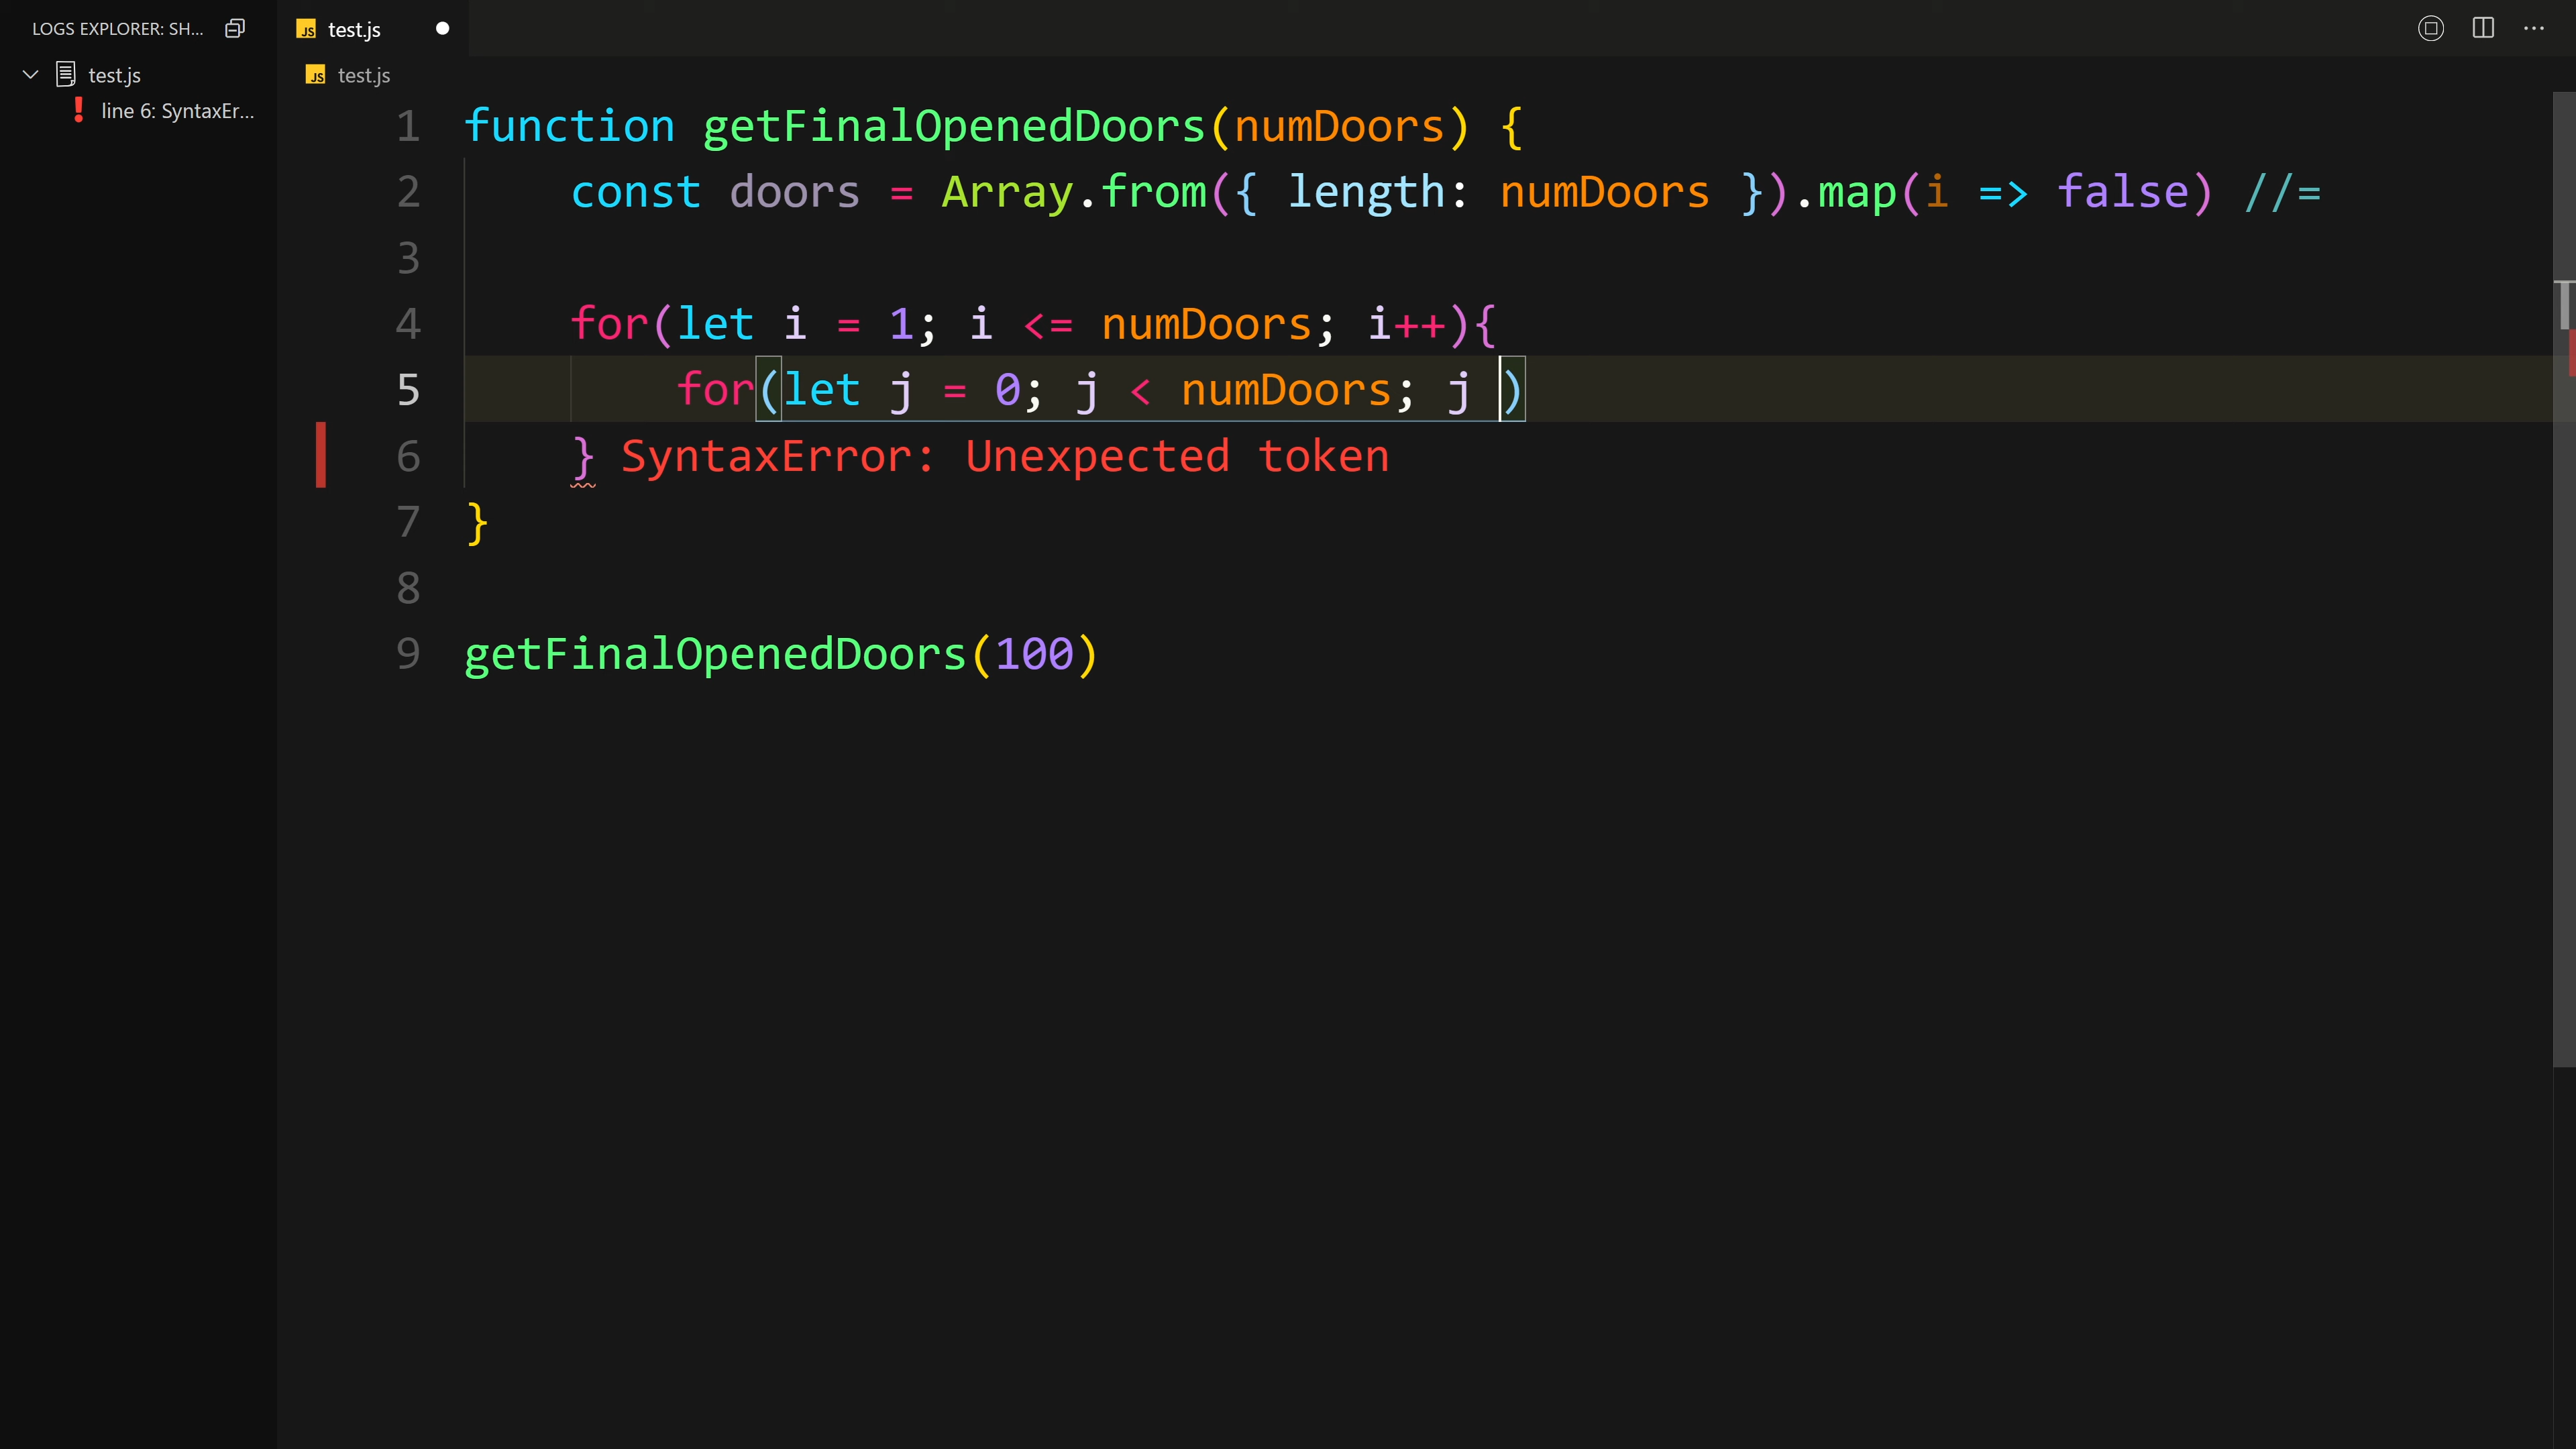 LOGS EXPLORER: SH...
test.js
line 6: SyntaxEr...
JS test.js
JS test.js
1 function getFinalOpenedDoors(numDoors) {
2 const doors = Array.from({ length: numDoors }).map(i => false) //=
3
4 for(let i = 1; i <= numDoors; i++){
5 for(let j = 0; j < numDoors; j )
6 } SyntaxError: Unexpected token
7 }
8
9 getFinalOpenedDoors(100)